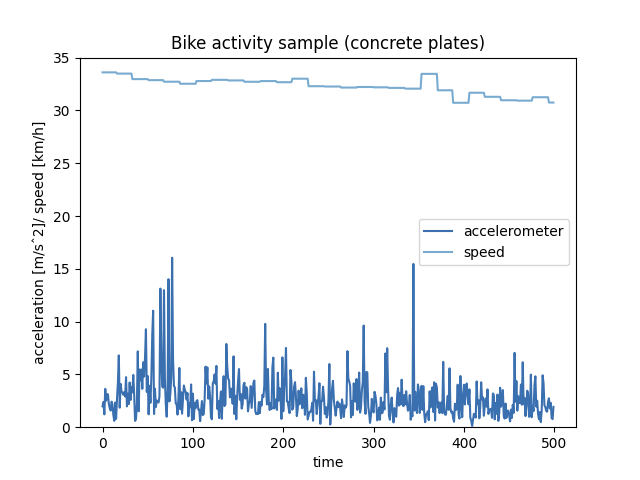 Bike activity sample (concrete plates)
35
30
25
20
15
10
5
0
acceleration [m/s^2]/ speed [km/h]
accelerometer
speed
0 100 200 300 400 500
time